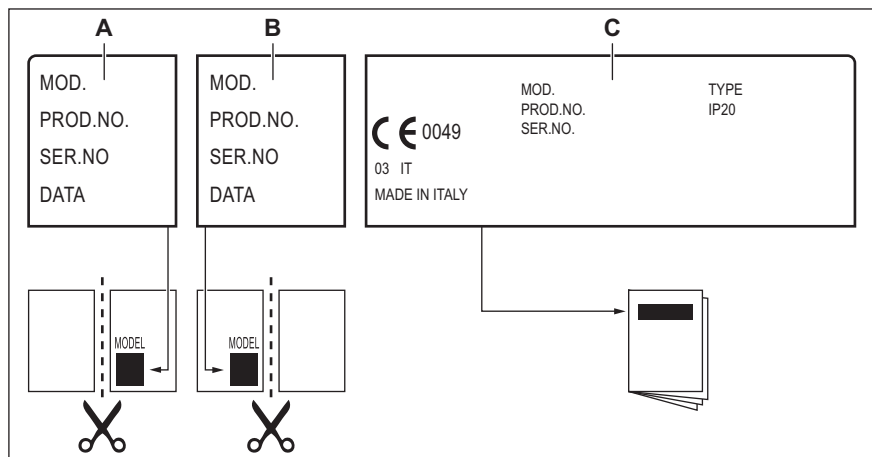 A
B
C
MOD.
PROD.NO.
SER.NO
DATA
MOD.
PROD.NO.
SER.NO
DATA
MOD.
PROD.NO.
SER.NO.
TYPE
IP20
CE 0049
03 IT
MADE IN ITALY
MODEL
MODEL